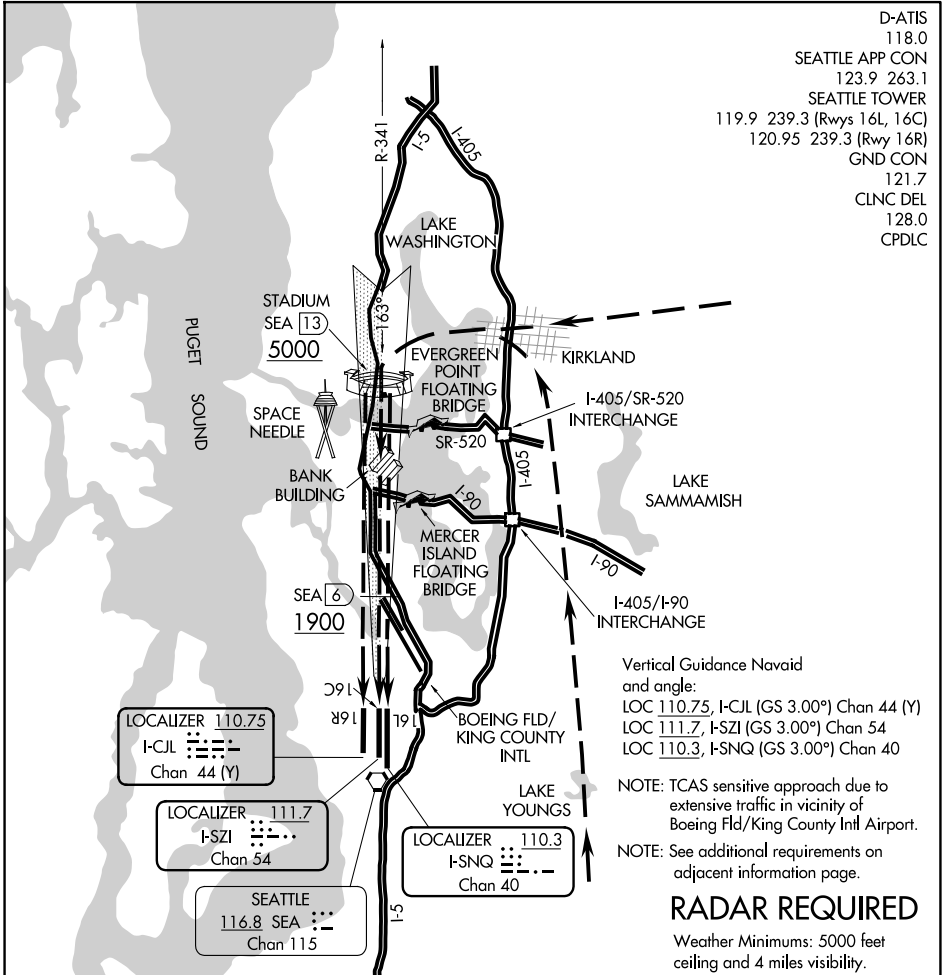 D-ATIS
118.0
SEATTLE APP CON
123.9 263.1
SEATTLE TOWER
119.9 239.3 (Rwys 16L, 16C)
120.95 239.3 (Rwy 16R)
GND CON
121.7
CLNC DEL
128.0
CPDLC
R-341
I-5
I-405
LAKE
WASHINGTON
163°
STADIUM
SEA 13
5000
PUGET SOUND
EVERGREEN
POINT
FLOATING
BRIDGE
KIRKLAND
SPACE
NEEDLE
I-405/SR-520
INTERCHANGE
SR-520
I-405
BANK
BUILDING
I-90
LAKE
SAMMAMISH
MERCER
ISLAND
FLOATING
BRIDGE
I-90
SEA 6
1900
I-405/I-90
INTERCHANGE
16C
16R
16L
BOEING FLD/
KING COUNTY
INTL
Vertical Guidance Navaid
and angle:
LOC 110.75, I-CJL (GS 3.00°) Chan 44 (Y)
LOC 111.7, I-SZI (GS 3.00°) Chan 54
LOC 110.3, I-SNQ (GS 3.00°) Chan 40
LOCALIZER 110.75
I-CJL
Chan 44 (Y)
LOCALIZER 111.7
I-SZI
Chan 54
LAKE
YOUNGS
LOCALIZER 110.3
I-SNQ
Chan 40
SEATTLE
116.8 SEA
Chan 115
I-5
NOTE: TCAS sensitive approach due to
extensive traffic in vicinity of
Boeing Fld/King County Intl Airport.
NOTE: See additional requirements on
adjacent information page.
RADAR REQUIRED
Weather Minimums: 5000 feet
ceiling and 4 miles visibility.